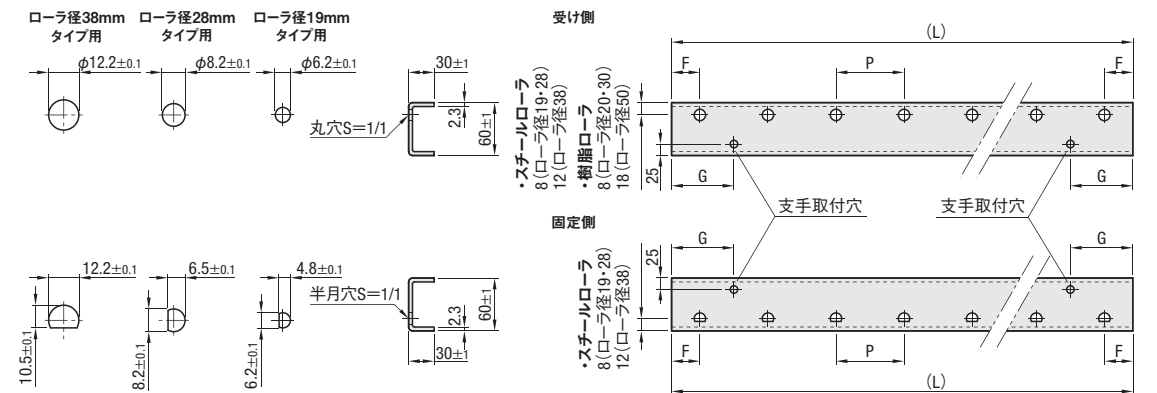 ローラ径38mm
タイプ用
ローラ径28mm
タイプ用
ローラ径19mm
タイプ用
受け側
φ12.2±0.1
φ8.2±0.1
φ6.2±0.1
30±1
2.3
60±1
丸穴S=1/1
・スチールローラ
8(ローラ径19・28)
12(ローラ径38)
・樹脂ローラ
8(ローラ径20・30)
18(ローラ径50)
(L)
F
P
F
25
G
G
支手取付穴
支手取付穴
固定側
12.2±0.1
6.5±0.1
4.8±0.1
10.5±0.1
8.2±0.1
6.2±0.1
半月穴S=1/1
60±1
2.3
30±1
・スチールローラ
8(ローラ径19・28)
12(ローラ径38)
25
G
G
F
P
F
(L)